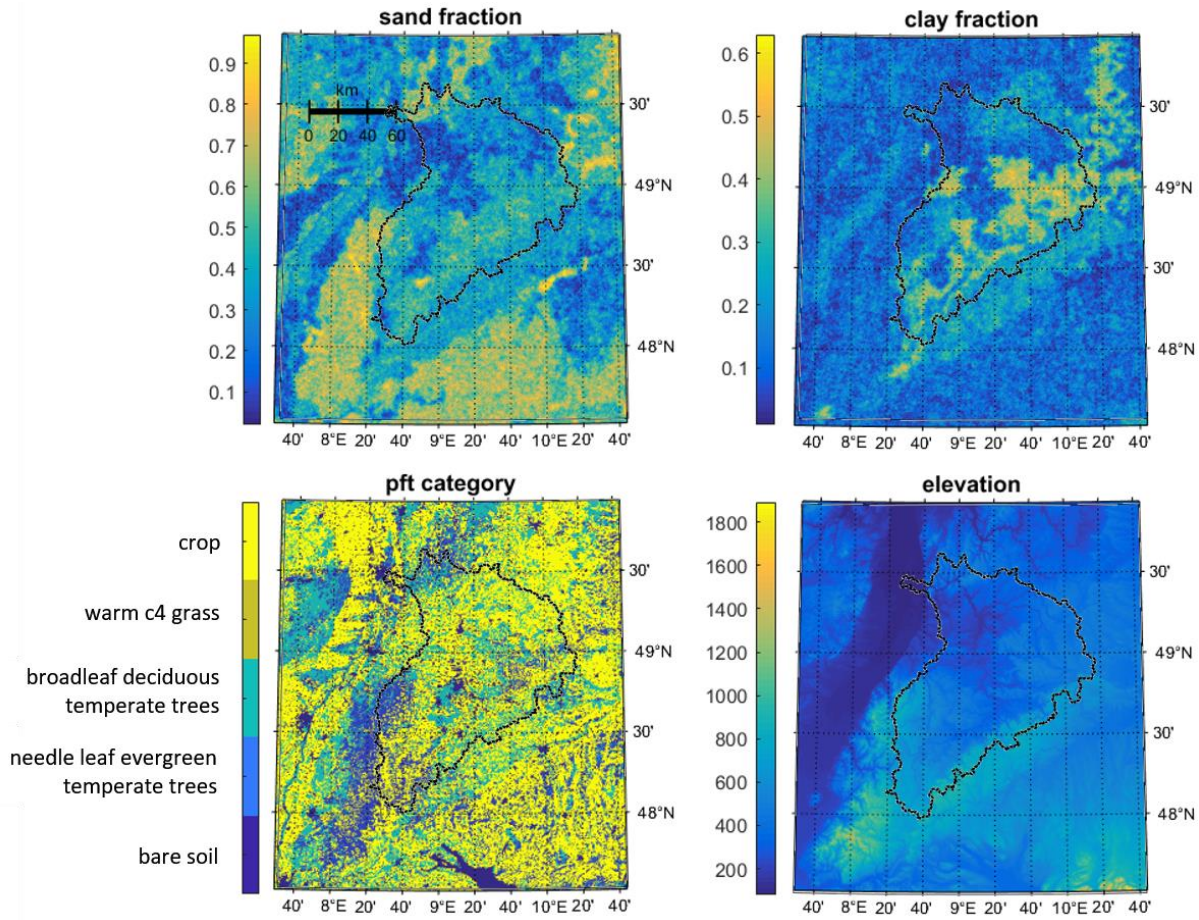 sand fraction
0.9
0.8
0.7
0.6
0.5
0.4
0.3
0.2
0.1
km
0 20 40 60
30'
49°N
30'
48°N
40' 8°E 20' 40' 9°E 20' 40' 10°E 20' 40'
clay fraction
0.6
0.5
0.4
0.3
0.2
0.1
30'
49°N
30'
48°N
40' 8°E 20' 40' 9°E 20' 40' 10°E 20' 40'
pft category
crop
warm c4 grass
broadleaf deciduous
temperate trees
needle leaf evergreen
temperate trees
bare soil
30'
49°N
30'
48°N
40' 8°E 20' 40' 9°E 20' 40' 10°E 20' 40'
elevation
1800
1600
1400
1200
1000
800
600
400
200
30'
49°N
30'
48°N
40' 8°E 20' 40' 9°E 20' 40' 10°E 20' 40'